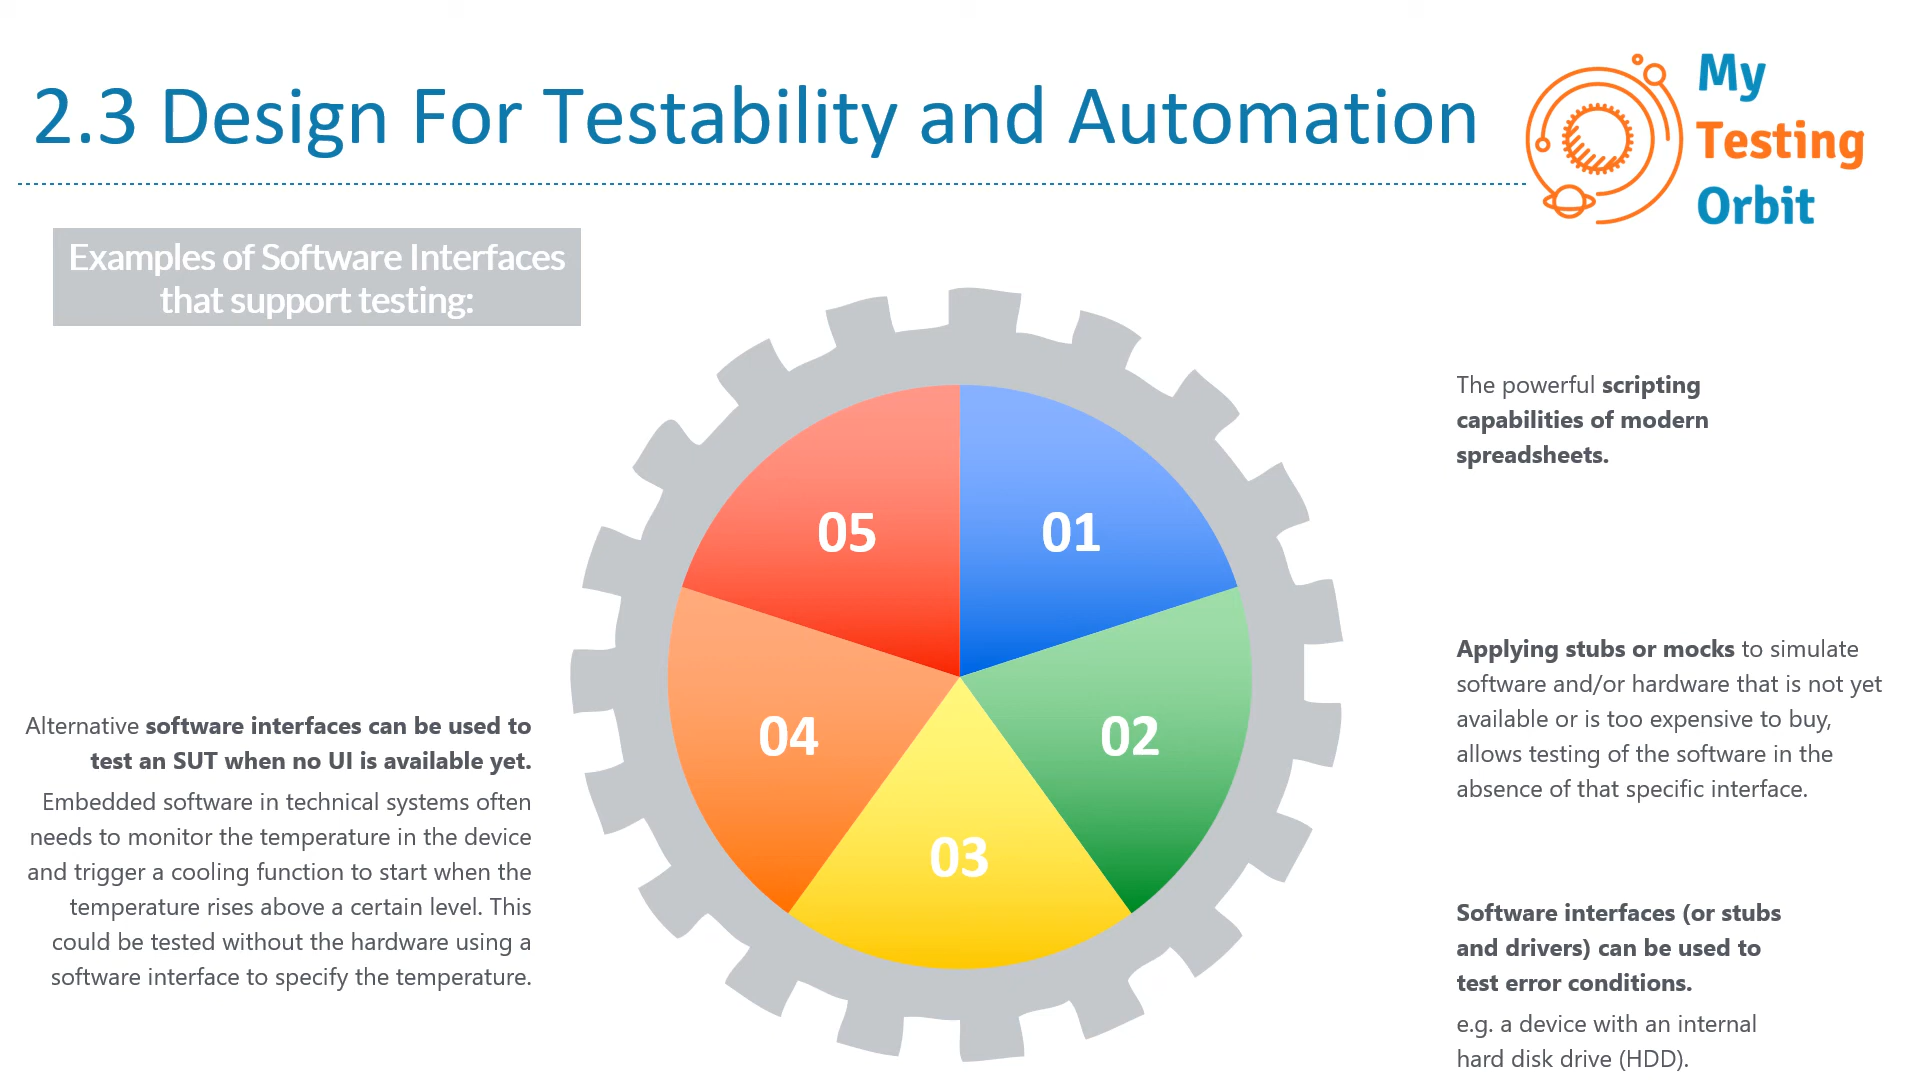 2.3 Design For Testability and Automation
My
Testing
Orbit
Examples of Software Interfaces
that support testing:
05
01
04
02
03
The powerful scripting
capabilities of modern
spreadsheets.
Applying stubs or mocks to simulate
software and/or hardware that is not yet
available or is too expensive to buy,
allows testing of the software in the
absence of that specific interface.
Software interfaces (or stubs
and drivers) can be used to
test error conditions.
e.g. a device with an internal
hard disk drive (HDD).
Alternative software interfaces can be used to
test an SUT when no UI is available yet.
Embedded software in technical systems often
needs to monitor the temperature in the device
and trigger a cooling function to start when the
temperature rises above a certain level. This
could be tested without the hardware using a
software interface to specify the temperature.